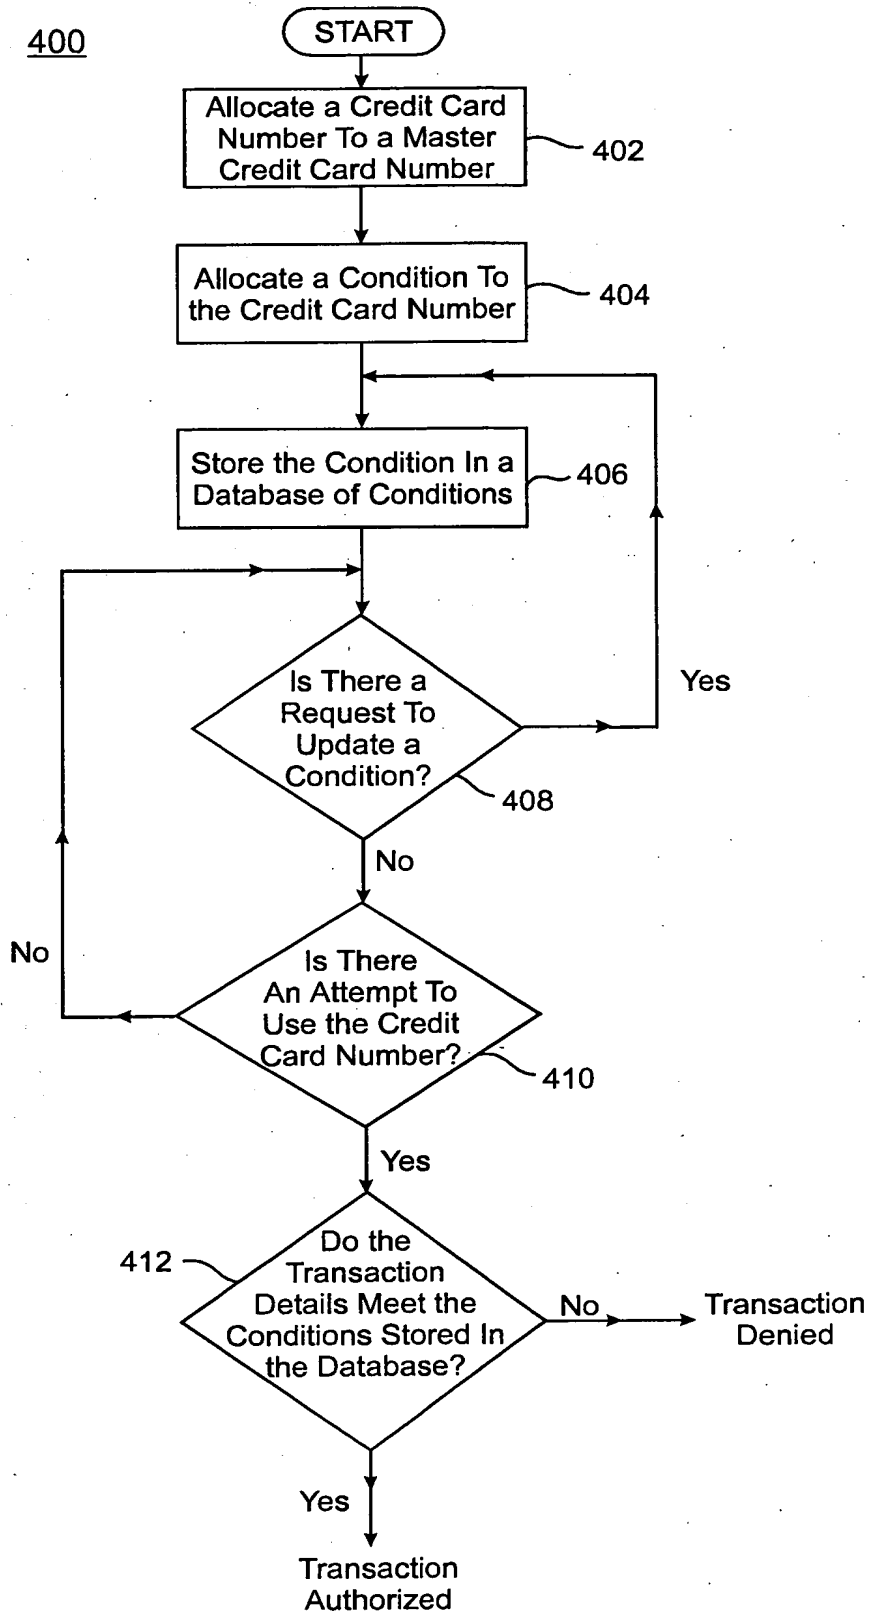 400
START
Allocate a Credit Card
Number To a Master
Credit Card Number
402
Allocate a Condition To
the Credit Card Number
404
Store the Condition In a
Database of Conditions
406
Is There a
Request To
Update a
Condition?
408
Yes
No
Is There
An Attempt To
Use the Credit
Card Number?
410
No
Yes
412
Do the
Transaction
Details Meet the
Conditions Stored In
the Database?
No
Transaction
Denied
Yes
Transaction
Authorized